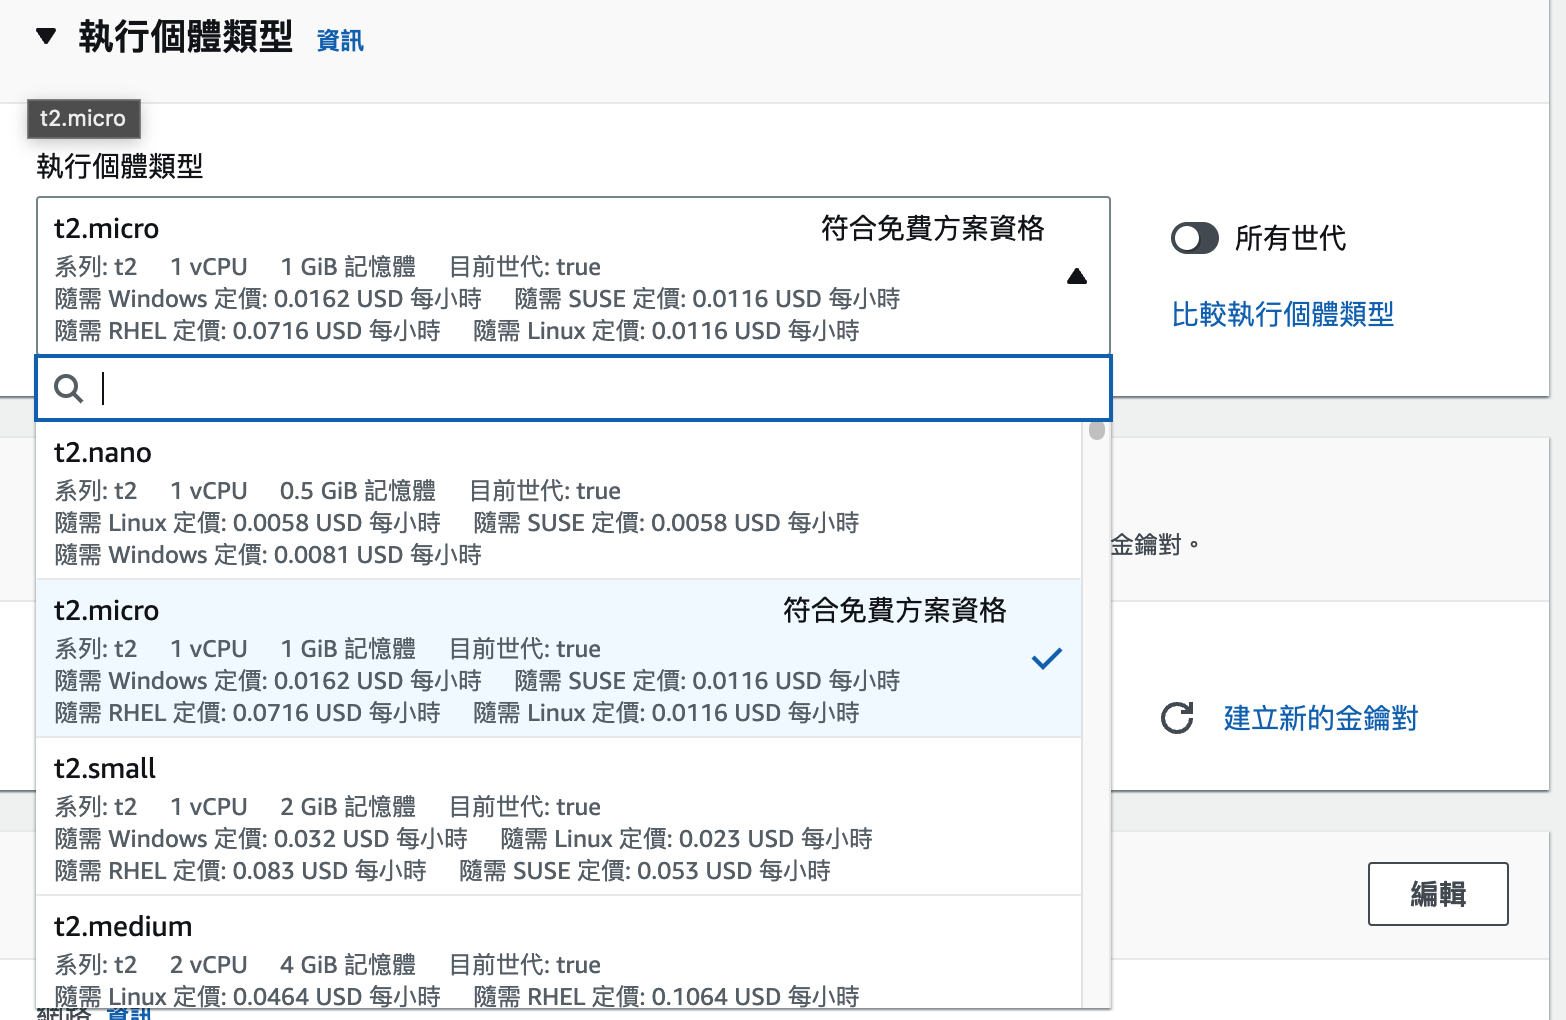 執行個體類型 資訊
t2.micro
執行個體類型
t2.micro 符合免費方案資格
系列: t2 1 vCPU 1 GiB 記憶體 目前世代: true
隨需 Windows 定價: 0.0162 USD 每小時 隨需 SUSE 定價: 0.0116 USD 每小時
隨需 RHEL 定價: 0.0716 USD 每小時 隨需 Linux 定價: 0.0116 USD 每小時
所有世代
比較執行個體類型
t2.nano
系列: t2 1 vCPU 0.5 GiB 記憶體 目前世代: true
隨需 Linux 定價: 0.0058 USD 每小時 隨需 SUSE 定價: 0.0058 USD 每小時
隨需 Windows 定價: 0.0081 USD 每小時
金鑰對。
t2.micro 符合免費方案資格
系列: t2 1 vCPU 1 GiB 記憶體 目前世代: true
隨需 Windows 定價: 0.0162 USD 每小時 隨需 SUSE 定價: 0.0116 USD 每小時
隨需 RHEL 定價: 0.0716 USD 每小時 隨需 Linux 定價: 0.0116 USD 每小時
建立新的金鑰對
t2.small
系列: t2 1 vCPU 2 GiB 記憶體 目前世代: true
隨需 Windows 定價: 0.032 USD 每小時 隨需 Linux 定價: 0.023 USD 每小時
隨需 RHEL 定價: 0.083 USD 每小時 隨需 SUSE 定價: 0.053 USD 每小時
編輯
t2.medium
系列: t2 2 vCPU 4 GiB 記憶體 目前世代: true
隨需 Linux 定價: 0.0464 USD 每小時 隨需 RHEL 定價: 0.1064 USD 每小時
網路 資訊